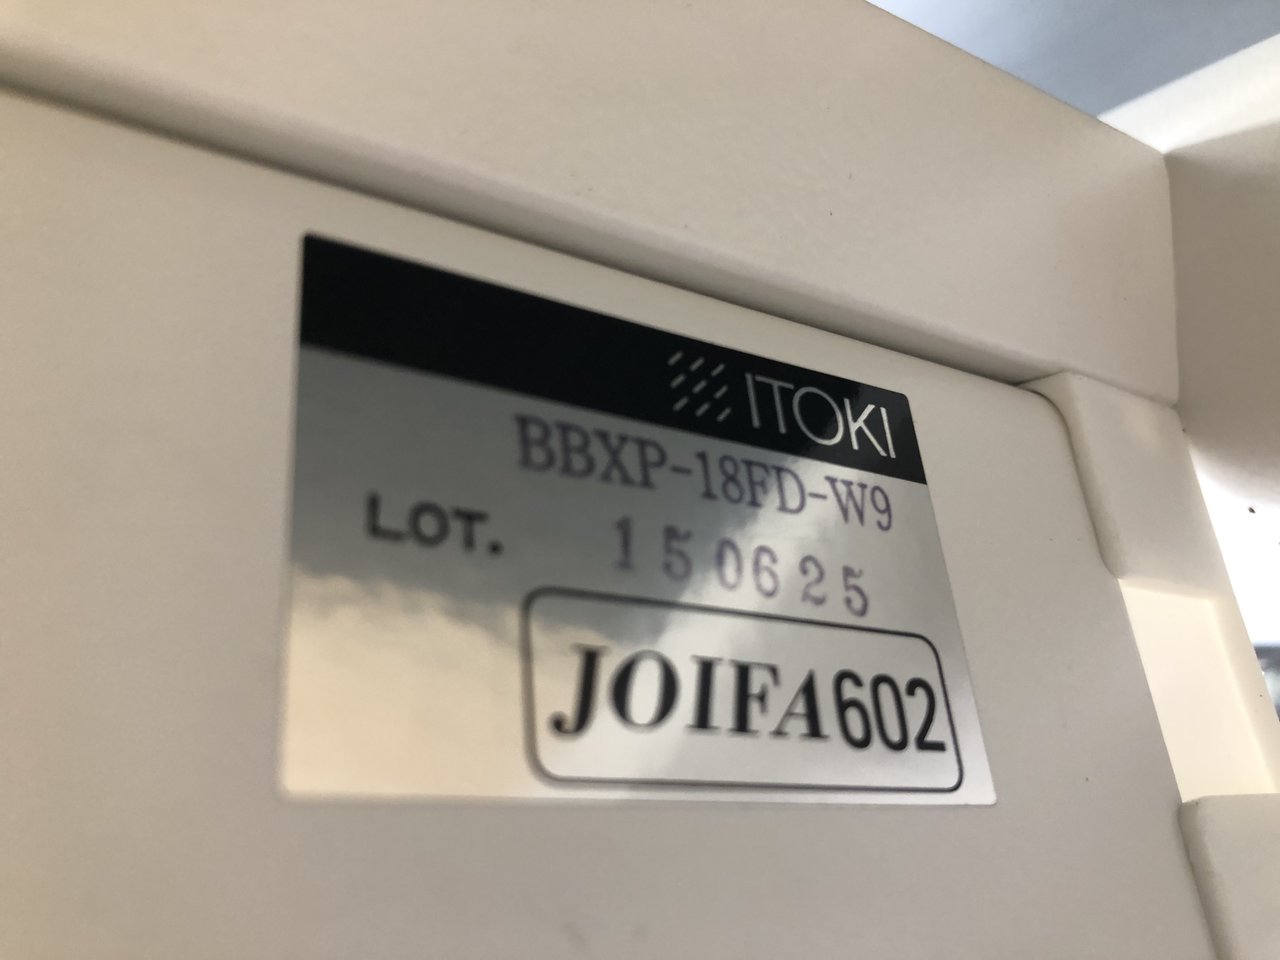 ITOKI
BBXP-18FD-W9
LOT. 150625
JOIFA602